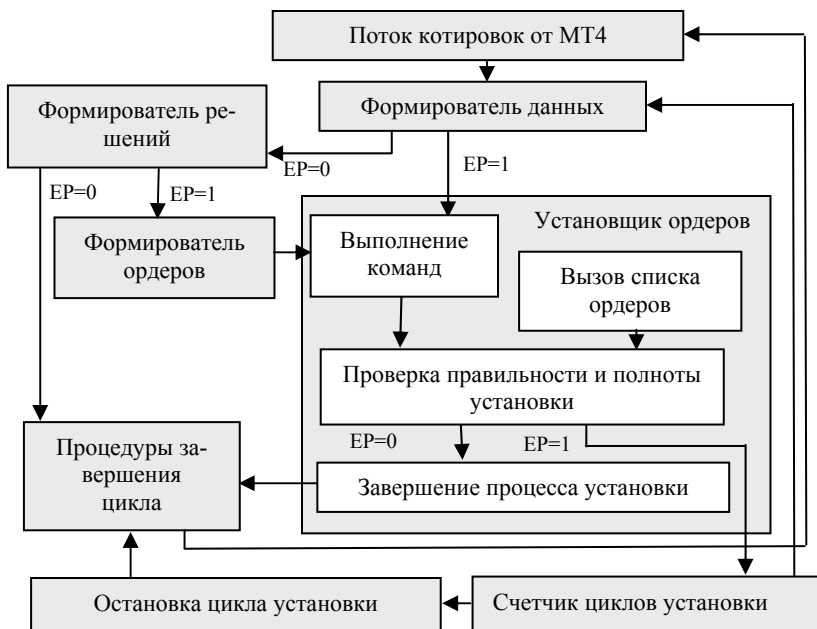 Поток котировок от МТ4
Формирователь данных
Формирователь ре-
шений
EP=0
EP=1
EP=0
EP=1
Установщик ордеров
Формирователь
ордеров
Выполнение
команд
Вызов списка
ордеров
Проверка правильности и полноты
установки
EP=0
EP=1
Процедуры за-
вершения
цикла
Завершение процесса установки
Остановка цикла установки
Счетчик циклов установки